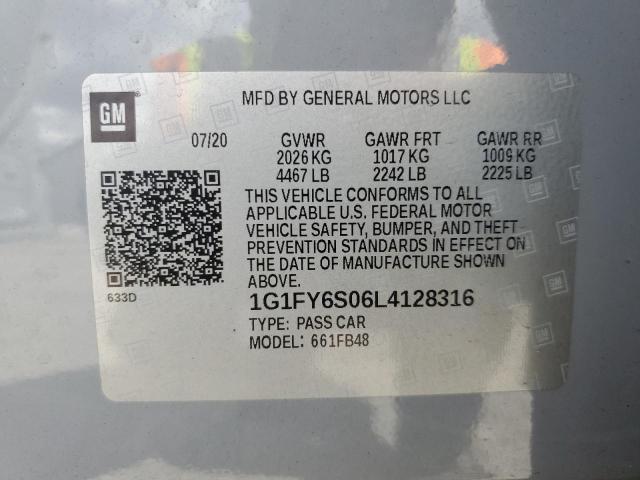 GM
MFD BY GENERAL MOTORS LLC
07/20 GVWR GAWR FRT GAWR RR
2026 KG 1017 KG 1009 KG
4467 LB 2242 LB 2225 LB
THIS VEHICLE CONFORMS TO ALL
APPLICABLE U.S. FEDERAL MOTOR
VEHICLE SAFETY, BUMPER, AND THEFT
PREVENTION STANDARDS IN EFFECT ON
THE DATE OF MANUFACTURE SHOWN
ABOVE.
633D
1G1FY6S06L4128316
TYPE: PASS CAR
MODEL: 661FB48